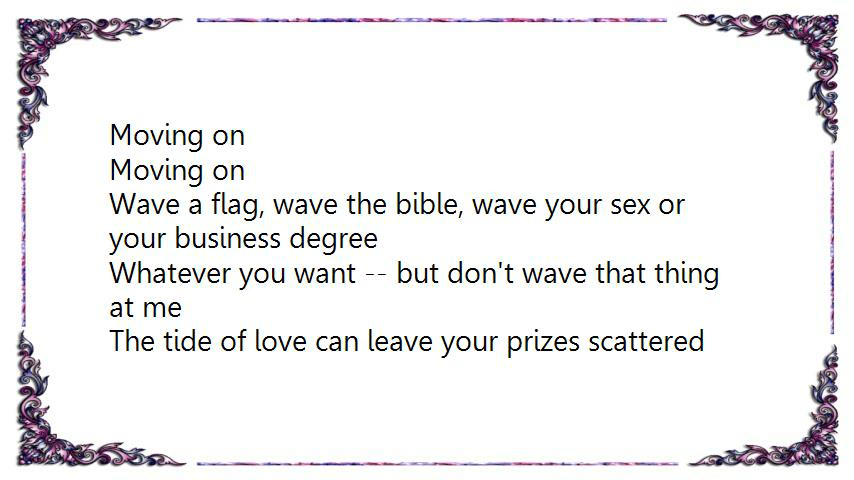 Moving on
Moving on
Wave a flag, wave the bible, wave your sex or
your business degree
Whatever you want -- but don't wave that thing
at me
The tide of love can leave your prizes scattered